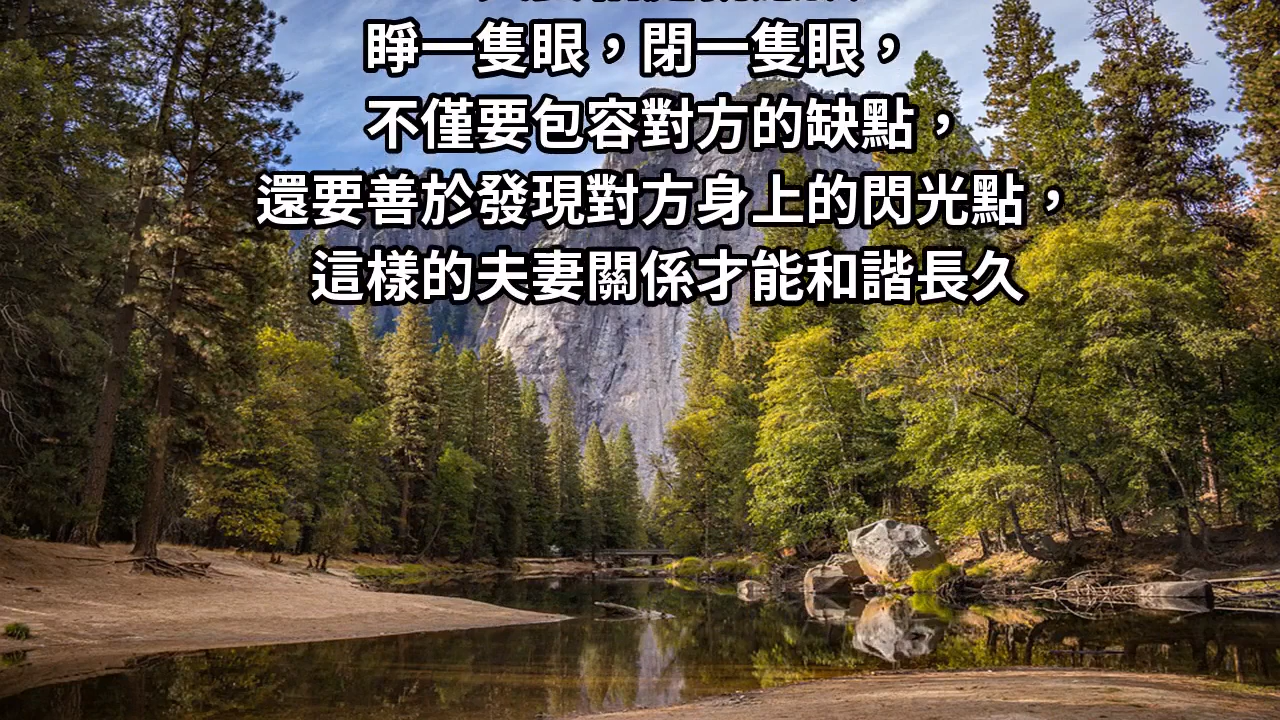 睜一隻眼，閉一隻眼，
不僅要包容對方的缺點，
還要善於發現對方身上的閃光點，
這樣的夫妻關係才能和諧長久